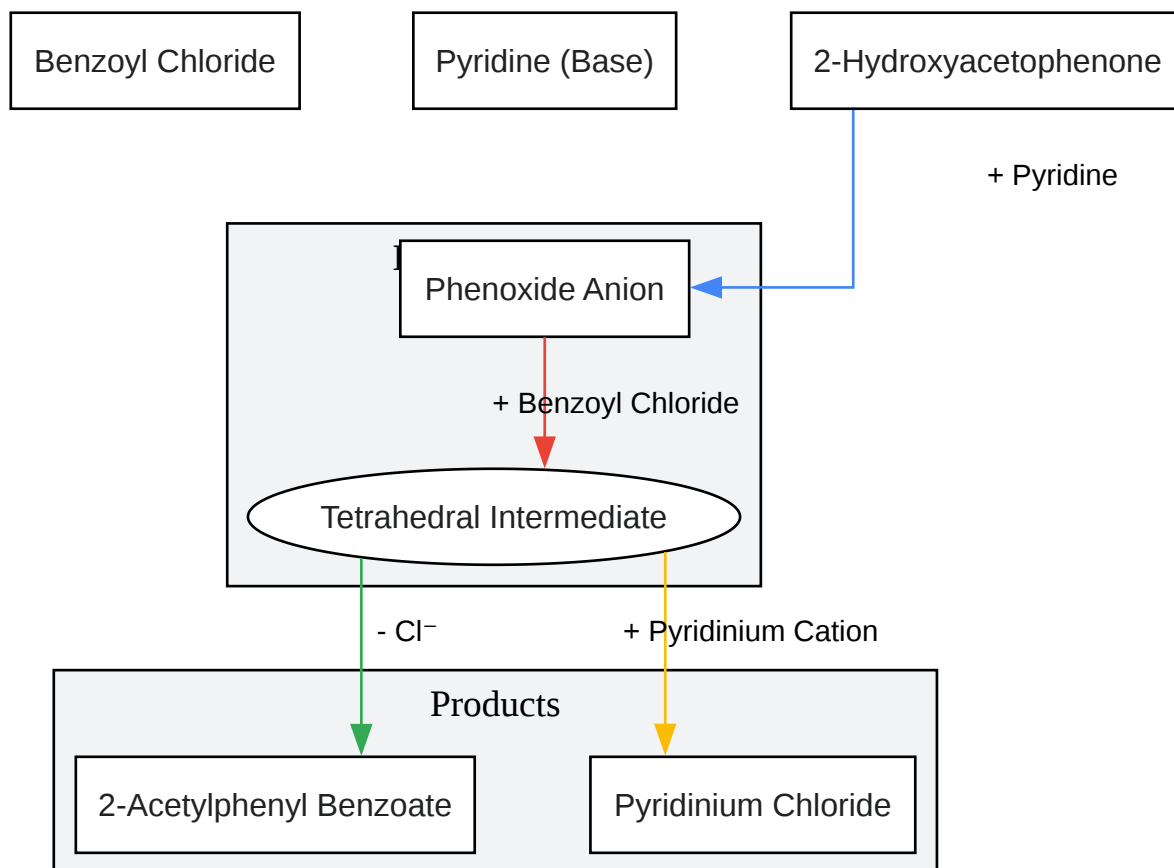 Benzoyl Chloride
Pyridine (Base)
2-Hydroxyacetophenone
+ Pyridine
Phenoxide Anion
+ Benzoyl Chloride
Tetrahedral Intermediate
- Cl⁻
+ Pyridinium Cation
Products
2-Acetylphenyl Benzoate
Pyridinium Chloride